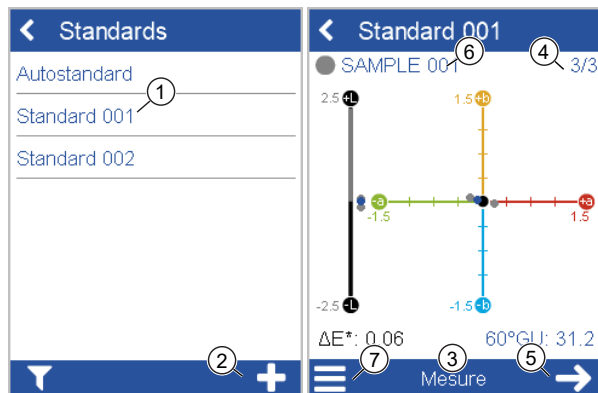 Standards
Autostandard
1
Standard 001
Standard 002
2
Standard 001
6
4
SAMPLE 001
3/3
2.5 +L
1.5 +b
-a
+a
-1.5
1.5
-2.5 -L
-1.5 -b
ΔE*: 0.06
60°GU: 31.2
7
3
5
Mesure